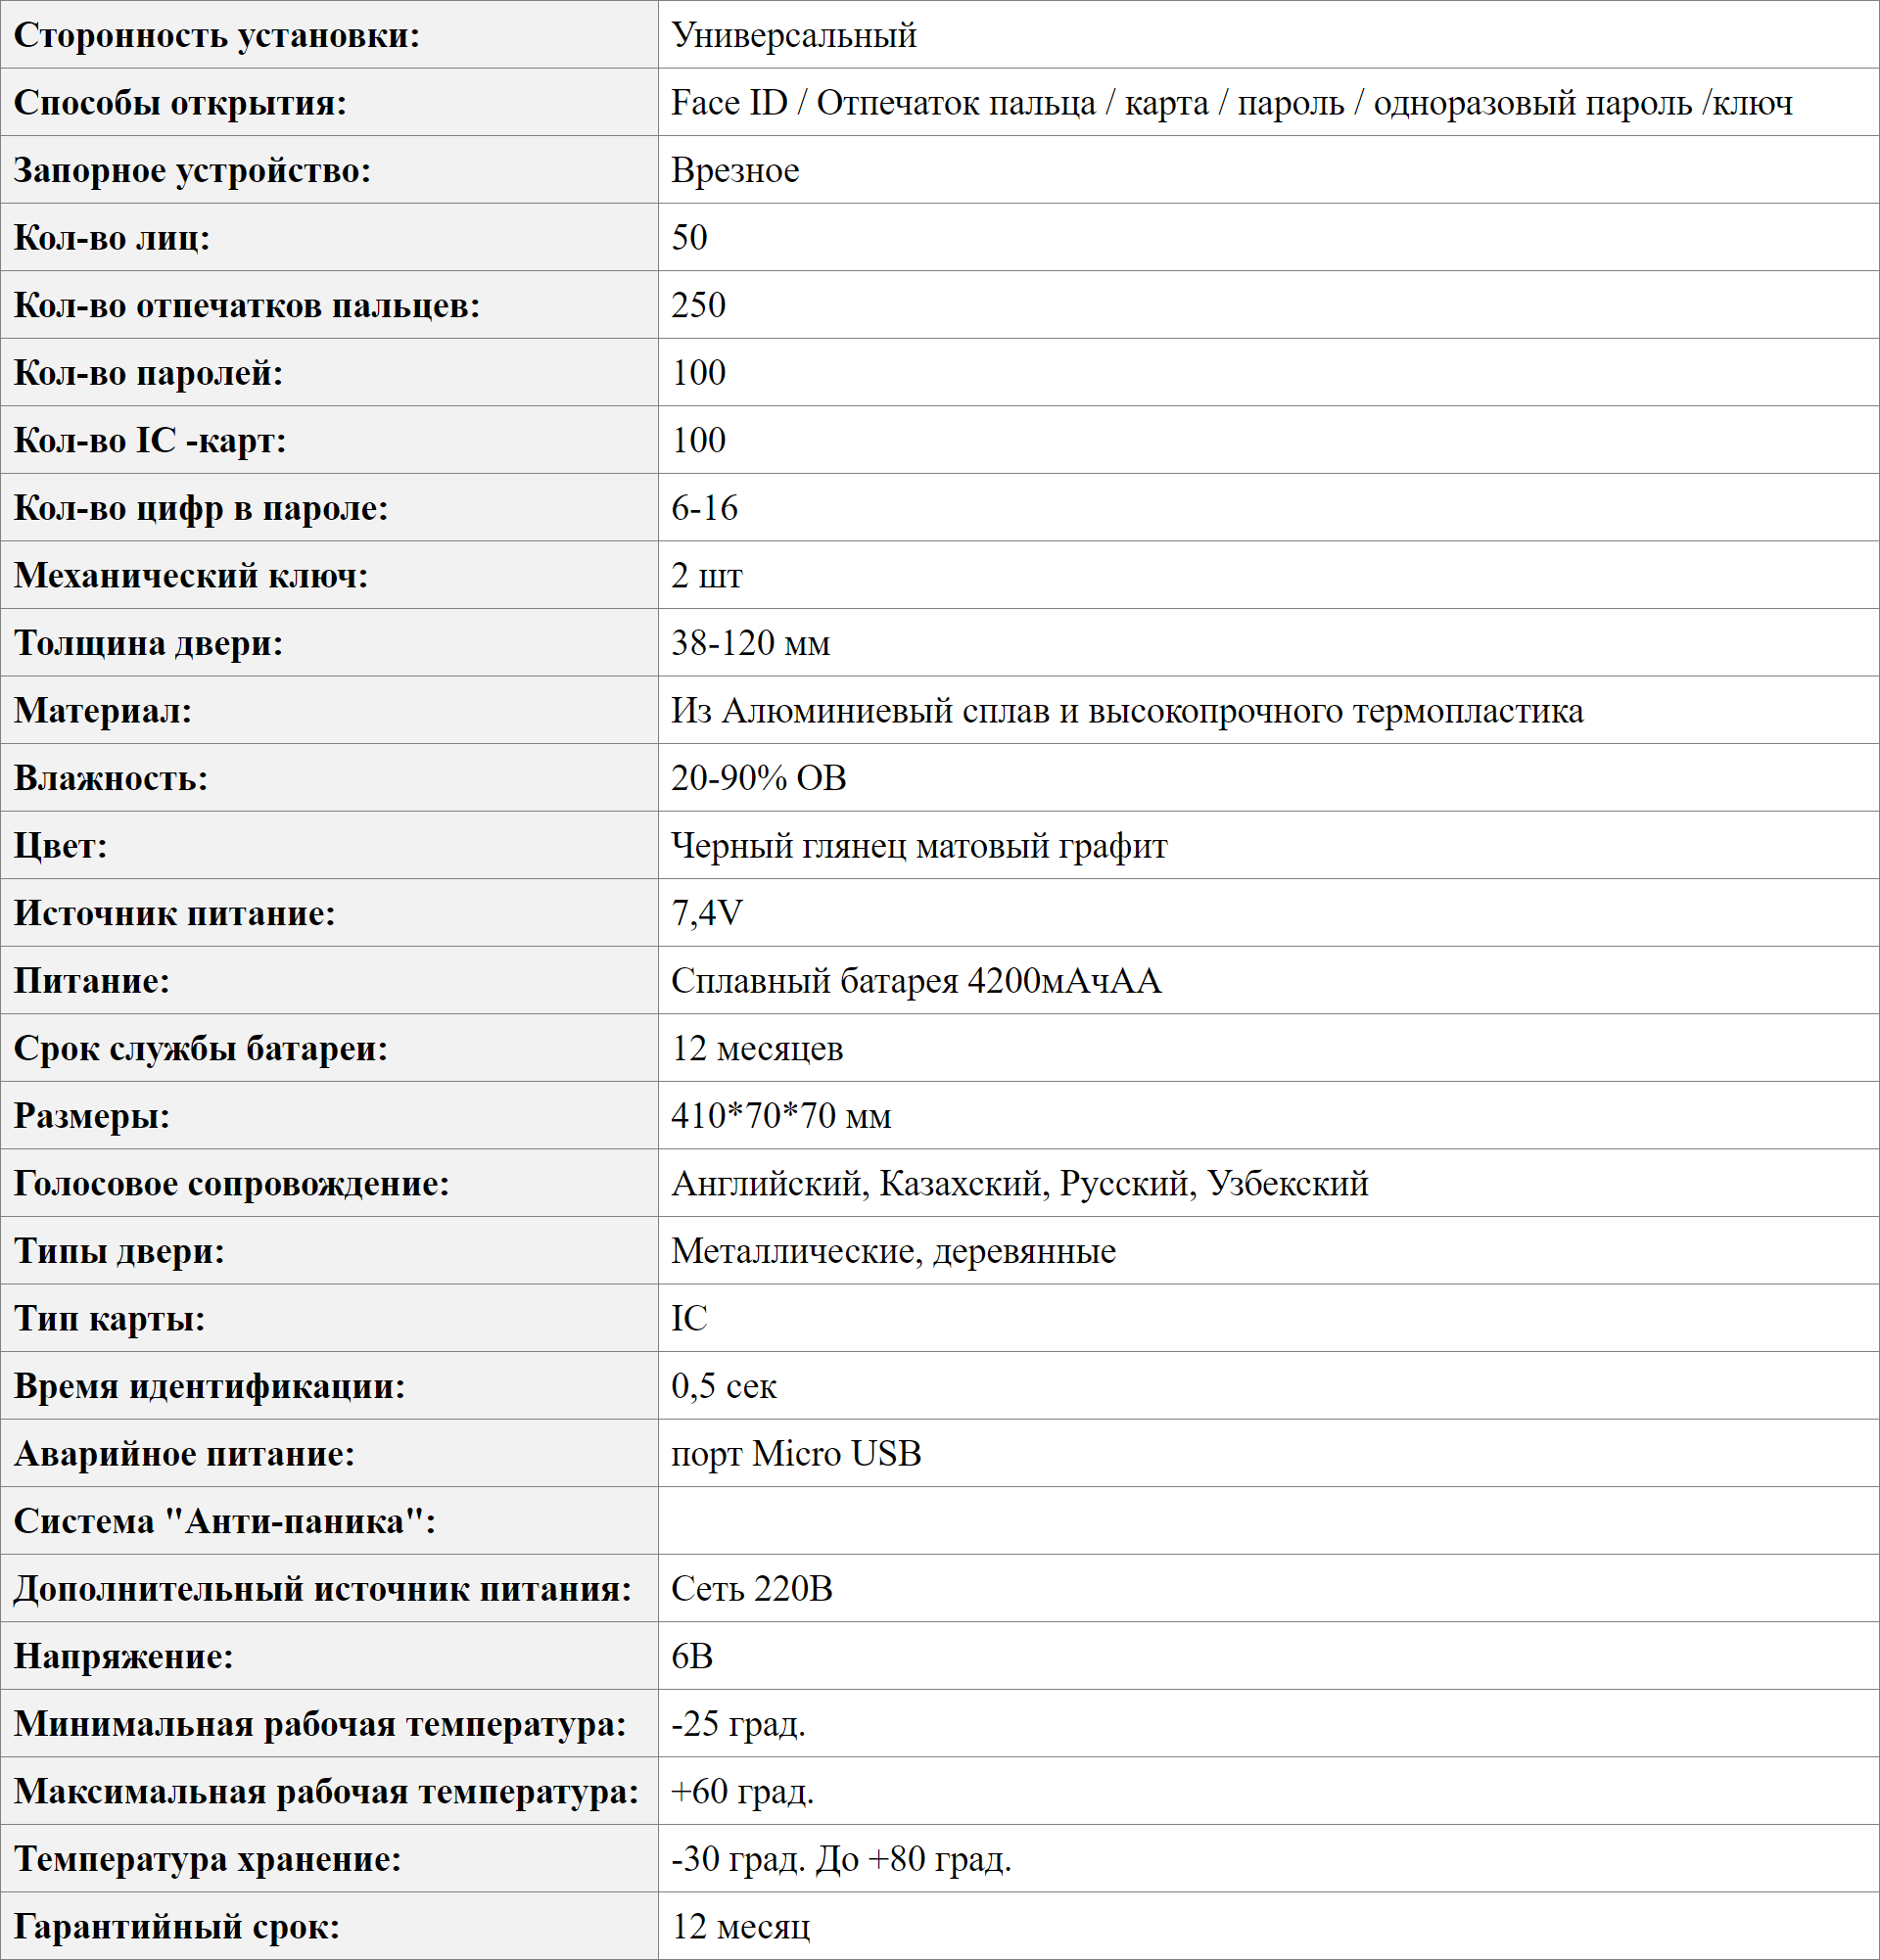 Сторонность установки: Универсальный
Способы открытия: Face ID / Отпечаток пальца / карта / пароль / одноразовый пароль /ключ
Запорное устройство: Врезное
Кол-во лиц: 50
Кол-во отпечатков пальцев: 250
Кол-во паролей: 100
Кол-во IC -карт: 100
Кол-во цифр в пароле: 6-16
Механический ключ: 2 шт
Толщина двери: 38-120 мм
Материал: Из Алюминиевый сплав и высокопрочного термопластика
Влажность: 20-90% ОВ
Цвет: Черный глянец матовый графит
Источник питание: 7,4V
Питание: Сплавный батарея 4200мАчАА
Срок службы батареи: 12 месяцев
Размеры: 410*70*70 мм
Голосовое сопровождение: Английский, Казахский, Русский, Узбекский
Типы двери: Металлические, деревянные
Тип карты: IC
Время идентификации: 0,5 сек
Аварийное питание: порт Micro USB
Система "Анти-паника":
Дополнительный источник питания: Сеть 220В
Напряжение: 6В
Минимальная рабочая температура: -25 град.
Максимальная рабочая температура: +60 град.
Температура хранение: -30 град. До +80 град.
Гарантийный срок: 12 месяц